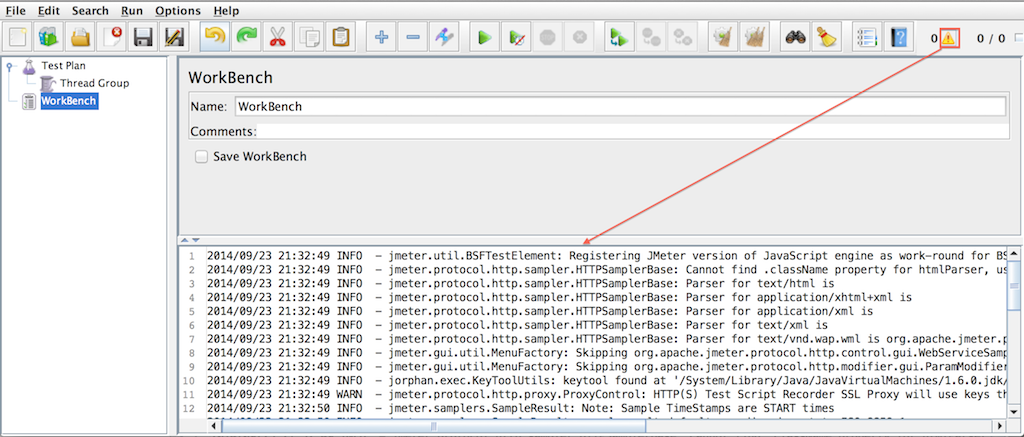 File Edit Search Run Options Help
0 0 / 0
Test Plan
Thread Group
WorkBench
WorkBench
Name: WorkBench
Comments:
Save WorkBench
1 2014/09/23 21:32:49 INFO - jmeter.util.BSFTestElement: Registering JMeter version of JavaScript engine as work-round for BS
2 2014/09/23 21:32:49 INFO - jmeter.protocol.http.sampler.HTTPSamplerBase: Cannot find .className property for htmlParser, us
3 2014/09/23 21:32:49 INFO - jmeter.protocol.http.sampler.HTTPSamplerBase: Parser for text/html is
4 2014/09/23 21:32:49 INFO - jmeter.protocol.http.sampler.HTTPSamplerBase: Parser for application/xhtml+xml is
5 2014/09/23 21:32:49 INFO - jmeter.protocol.http.sampler.HTTPSamplerBase: Parser for application/xml is
6 2014/09/23 21:32:49 INFO - jmeter.protocol.http.sampler.HTTPSamplerBase: Parser for text/xml is
7 2014/09/23 21:32:49 INFO - jmeter.protocol.http.sampler.HTTPSamplerBase: Parser for text/vnd.wap.wml is org.apache.jmeter.p
8 2014/09/23 21:32:49 INFO - jmeter.gui.util.MenuFactory: Skipping org.apache.jmeter.protocol.http.control.gui.WebServiceSamp
9 2014/09/23 21:32:49 INFO - jmeter.gui.util.MenuFactory: Skipping org.apache.jmeter.protocol.http.modifier.gui.ParamModifier
10 2014/09/23 21:32:49 INFO - jorphan.exec.KeyToolUtils: keytool found at '/System/Library/Java/JavaVirtualMachines/1.6.0.jdk/
11 2014/09/23 21:32:49 WARN - jmeter.protocol.http.proxy.ProxyControl: HTTP(S) Test Script Recorder SSL Proxy will use keys th
12 2014/09/23 21:32:50 INFO - jmeter.samplers.SampleResult: Note: Sample TimeStamps are START times